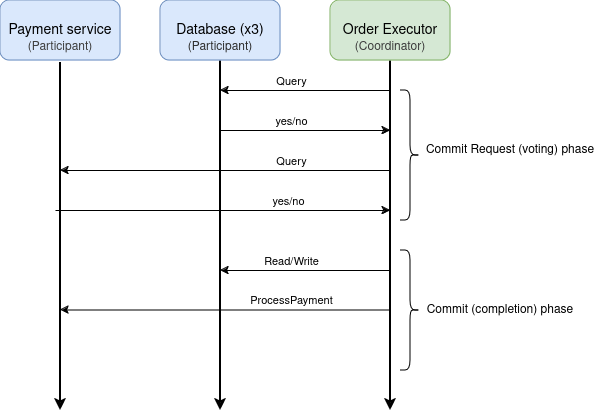 Payment service
(Participant)
Database (x3)
(Participant)
Order Executor
(Coordinator)
Query
yes/no
Query
yes/no
Commit Request (voting) phase
Read/Write
ProcessPayment
Commit (completion) phase